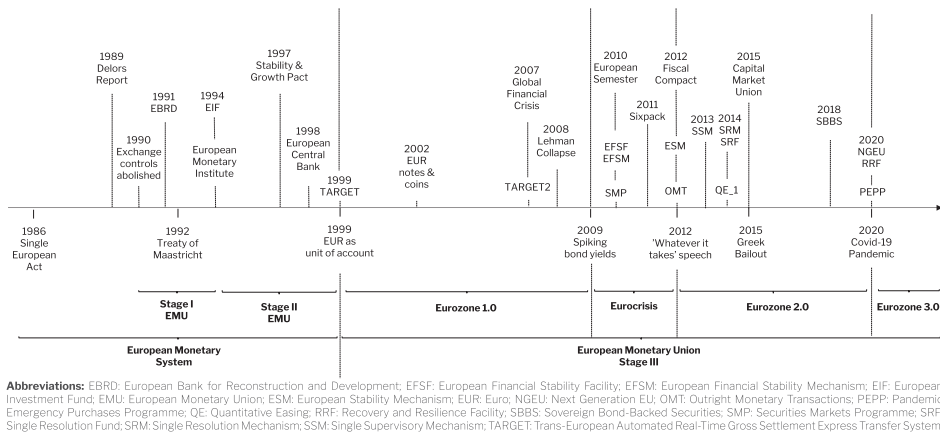 1989
Delors
Report
1990
Exchange
controls
abolished
1991
EBRD
1994
EIF
European
Monetary
Institute
1997
Stability &
Growth Pact
1998
European
Central
Bank
1999
TARGET
2002
EUR
notes &
coins
2007
Global
Financial
Crisis
TARGET2
2008
Lehman
Collapse
2010
European
Semester
EFSF
EFSM
SMP
2011
Sixpack
2012
Fiscal
Compact
ESM
OMT
2013
SSM
2014
SRM
SRF
QE_1
2015
Capital
Market
Union
2018
SBBS
2020
NGEU
RRF
PEPP
1986
Single
European
Act
1992
Treaty of
Maastricht
1999
EUR as
unit of account
2009
Spiking
bond yields
2012
'Whatever it
takes' speech
2015
Greek
Bailout
2020
Covid-19
Pandemic
Stage I
EMU
Stage II
EMU
Eurozone 1.0
Eurocrisis
Eurozone 2.0
Eurozone 3.0
European Monetary
System
European Monetary Union
Stage III
Abbreviations: EBRD: European Bank for Reconstruction and Development; EFSF: European Financial Stability Facility; EFSM: European Financial Stability Mechanism; EIF: European
Investment Fund; EMU: European Monetary Union; ESM: European Stability Mechanism; EUR: Euro; NGEU: Next Generation EU; OMT: Outright Monetary Transactions; PEPP: Pandemic
Emergency Purchases Programme; QE: Quantitative Easing; RRF: Recovery and Resilience Facility; SBBS: Sovereign Bond-Backed Securities; SMP: Securities Markets Programme; SRF:
Single Resolution Fund; SRM: Single Resolution Mechanism; SSM: Single Supervisory Mechanism; TARGET: Trans-European Automated Real-Time Gross Settlement Express Transfer System